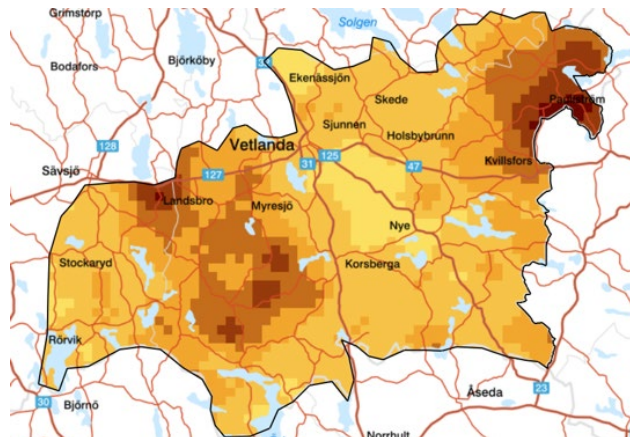 Grimstorp
Solgen
Bodafors
Björköby
Ekenässjön
Skede
Pauliström
Sjunnen
Holsbybrunn
128
Vetlanda
125
31
47
Kvillsfors
Sävsjö
127
Landsbro
Myresjö
Nye
Stockaryd
Korsberga
Rörvik
Åseda
23
30
Björnö
Norrhult